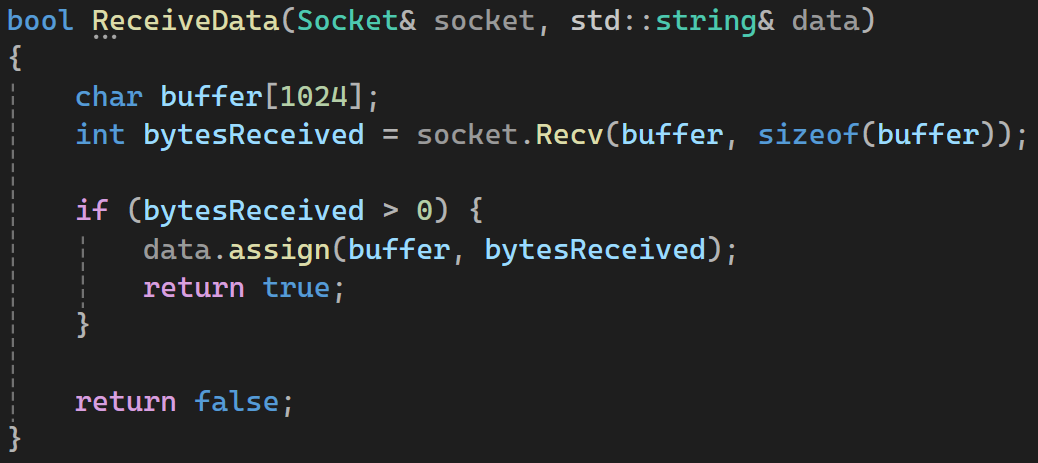 bool ReceiveData(Socket& socket, std::string& data)
{
    char buffer[1024];
    int bytesReceived = socket.Recv(buffer, sizeof(buffer));

    if (bytesReceived > 0) {
        data.assign(buffer, bytesReceived);
        return true;
    }

    return false;
}